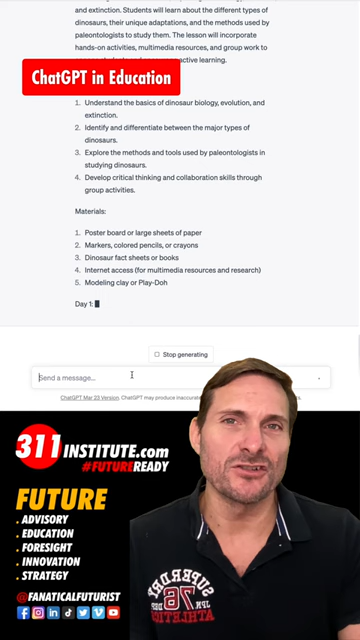 and extinction. Students will learn about the different types of
dinosaurs, their unique adaptations, and the methods used by
paleontologists to study them. The lesson will incorporate
hands-on activities, multimedia resources, and group work to
active learning.
ChatGPT in Education
1. Understand the basics of dinosaur biology, evolution, and
extinction.
2. Identify and differentiate between the major types of
dinosaurs.
3. Explore the methods and tools used by paleontologists in
studying dinosaurs.
4. Develop critical thinking and collaboration skills through
group activities.
Materials:
1. Poster board or large sheets of paper
2. Markers, colored pencils, or crayons
3. Dinosaur fact sheets or books
4. Internet access (for multimedia resources and research)
5. Modeling clay or Play-Doh
Day 1:
Stop generating
Send a message...
ChatGPT Mar 23 Version. ChatGPT may produce inaccura
311INSTITUTE.com
#FUTUREREADY
FUTURE
. ADVISORY
. EDUCATION
. FORESIGHT
. INNOVATION
. STRATEGY
@FANATICALFUTURIST
SUPERDRY
76
ATHLETICS